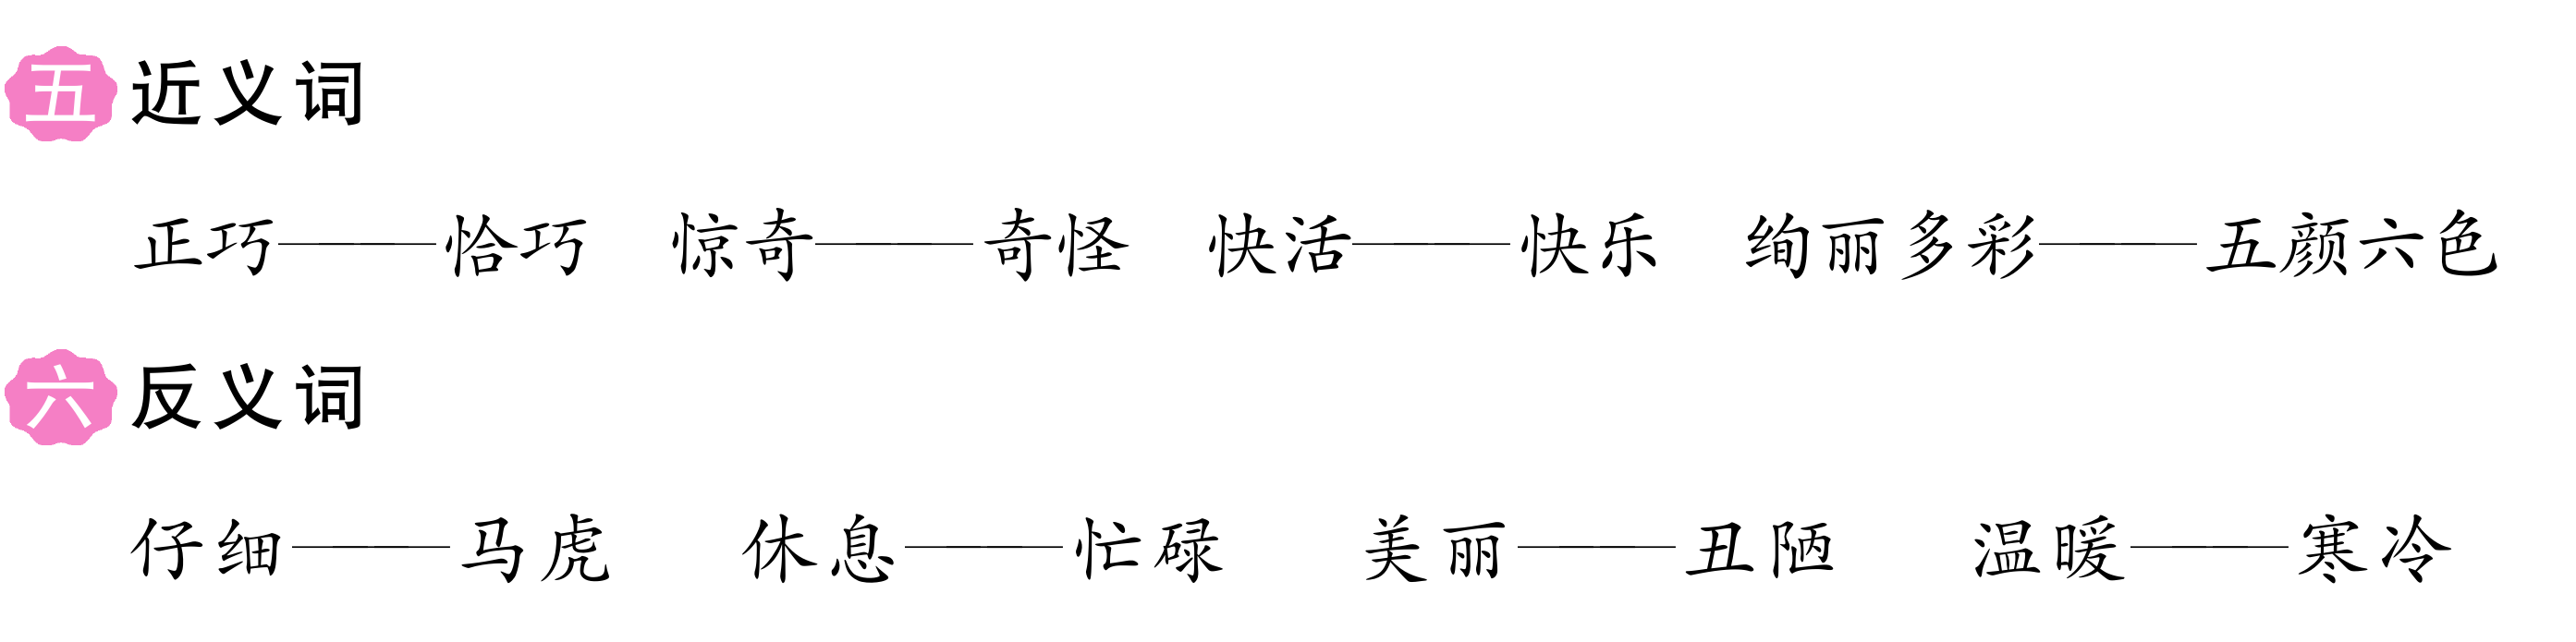 五 近义词
正巧——恰巧 惊奇——奇怪 快活——快乐 绚丽多彩——五颜六色
六 反义词
仔细——马虎 休息——忙碌 美丽——丑陋 温暖——寒冷